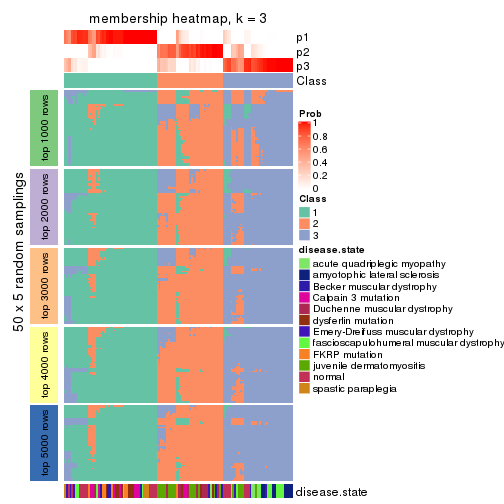 membership heatmap, k = 3
p1
p2
p3
Class
50 x 5 random samplings
top 1000 rows
top 2000 rows
top 3000 rows
top 4000 rows
top 5000 rows
Prob
1
0.8
0.6
0.4
0.2
0
Class
1
2
3
disease.state
acute quadriplegic myopathy
amyotophic lateral sclerosis
Becker muscular dystrophy
Calpain 3 mutation
Duchenne muscular dystrophy
dysferlin mutation
Emery-Dreifuss muscular dystrophy
fascioscapulohumeral muscular dystrophy
FKRP mutation
juvenile dermatomyositis
normal
spastic paraplegia
disease.state